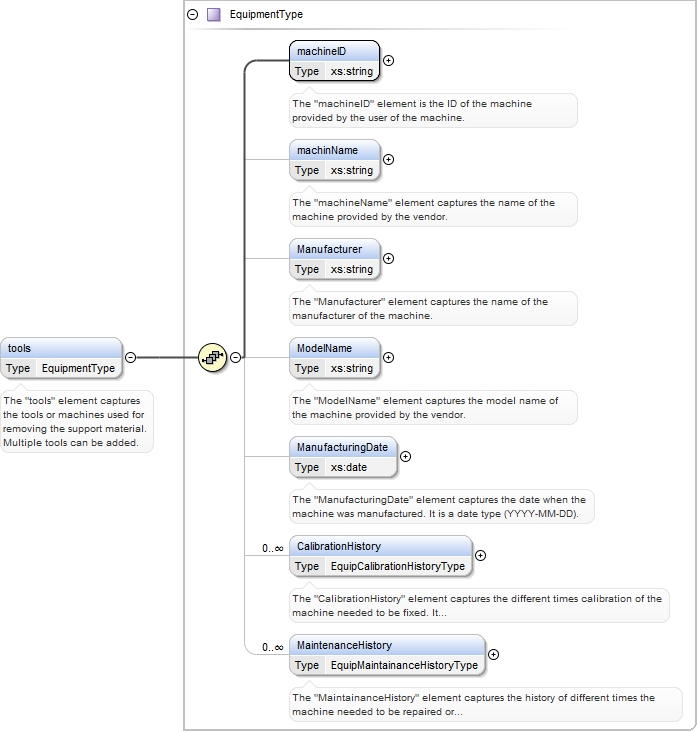 EquipmentType
machineID
Type xs:string
The "machineID" element is the ID of the machine
provided by the user of the machine.
machinName
Type xs:string
The "machineName" element captures the name of the
machine provided by the vendor.
Manufacturer
Type xs:string
The "Manufacturer" element captures the name of the
manufacturer of the machine.
tools
Type EquipmentType
The "tools" element captures
the tools or machines used for
removing the support material.
Multiple tools can be added.
ModelName
Type xs:string
The "ModelName" element captures the model name of
the machine provided by the vendor.
ManufacturingDate
Type xs:date
The "ManufacturingDate" element captures the date when the
machine was manufactured. It is a date type (YYYY-MM-DD).
0..∞
CalibrationHistory
Type EquipCalibrationHistoryType
The "CalibrationHistory" element captures the different times calibration of the
machine needed to be fixed. It...
0..∞
MaintenanceHistory
Type EquipMaintainanceHistoryType
The "MaintainanceHistory" element captures the history of different times the
machine needed to be repaired or...